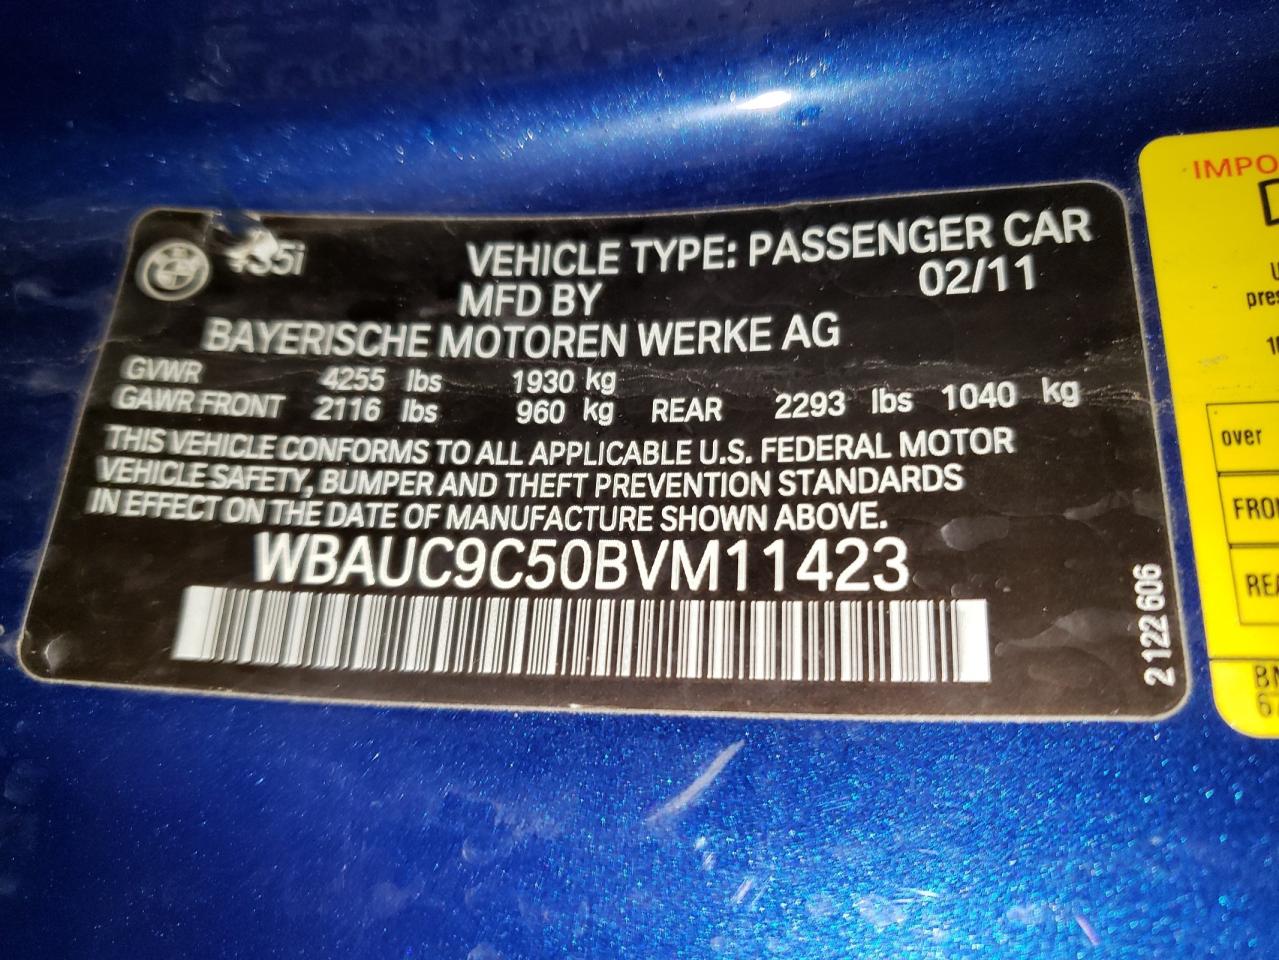 135i
VEHICLE TYPE: PASSENGER CAR
MFD BY 02/11
BAYERISCHE MOTOREN WERKE AG
GVWR 4255 lbs 1930 kg
GAWR FRONT 2116 lbs 960 kg REAR 2293 lbs 1040 kg
THIS VEHICLE CONFORMS TO ALL APPLICABLE U.S. FEDERAL MOTOR
VEHICLE SAFETY, BUMPER AND THEFT PREVENTION STANDARDS
IN EFFECT ON THE DATE OF MANUFACTURE SHOWN ABOVE.
WBAUC9C50BVM11423
2 122 606
IMPO
pres
over
FRO
REA